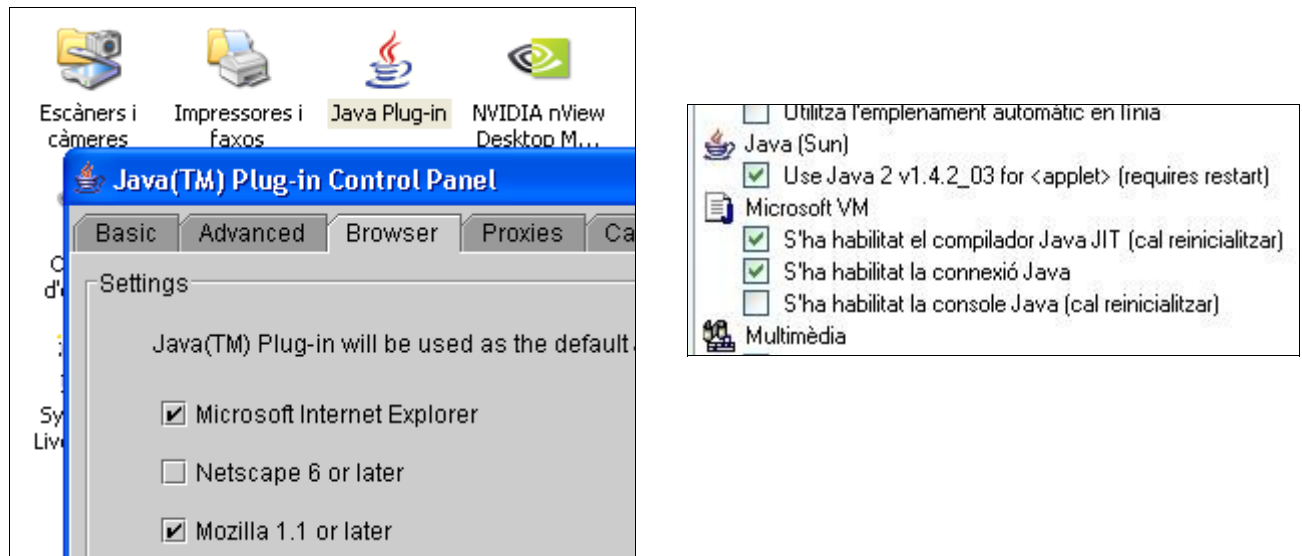 Escàners i càmeres
Impressores i faxos
Java Plug-in
NVIDIA nView Desktop M...
Java(TM) Plug-in Control Panel
Basic
Advanced
Browser
Proxies
Ca
Settings
Java(TM) Plug-in will be used as the default
Microsoft Internet Explorer
Netscape 6 or later
Mozilla 1.1 or later
C
d'
Sy
Live
Utilitza l'emplenament automàtic en línia
Java (Sun)
Use Java 2 v1.4.2_03 for <applet> (requires restart)
Microsoft VM
S'ha habilitat el compilador Java JIT (cal reinicialitzar)
S'ha habilitat la connexió Java
S'ha habilitat la console Java (cal reinicialitzar)
Multimèdia